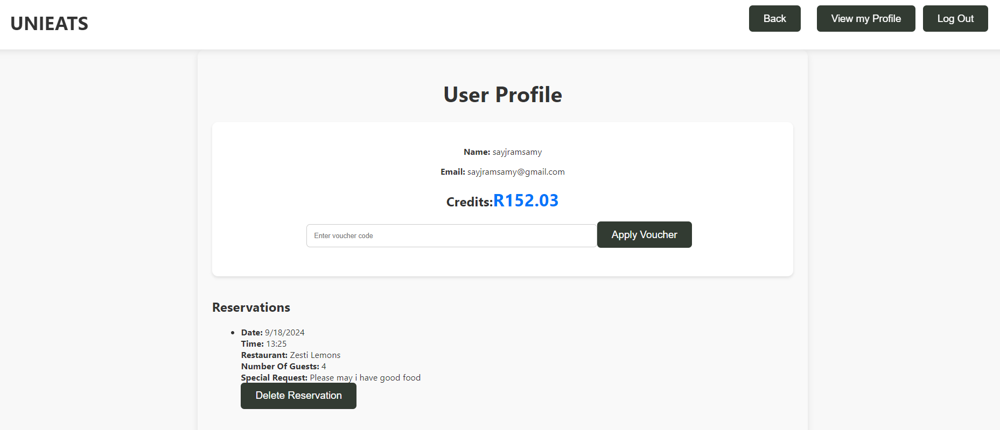 UNIEATS
Back
View my Profile
Log Out
User Profile
Name: sayjramsamy
Email: sayjramsamy@gmail.com
Credits:R152.03
Enter voucher code
Apply Voucher
Reservations
Date: 9/18/2024
Time: 13:25
Restaurant: Zesti Lemons
Number Of Guests: 4
Special Request: Please may i have good food
Delete Reservation